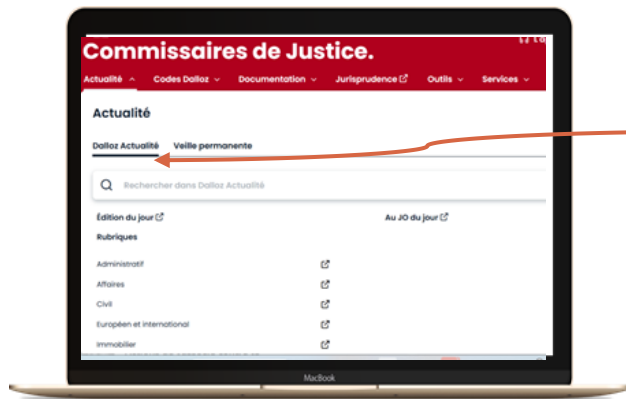 Commissaires de Justice.
Actualité Codes Dalloz Documentation Jurisprudence Outils Services
Actualité
Dalloz Actualité Veille permanente
Rechercher dans Dalloz Actualité
Édition du jour Au JO du jour
Rubriques
Administratif
Affaires
Civil
Européen et international
Immobilier
MacBook